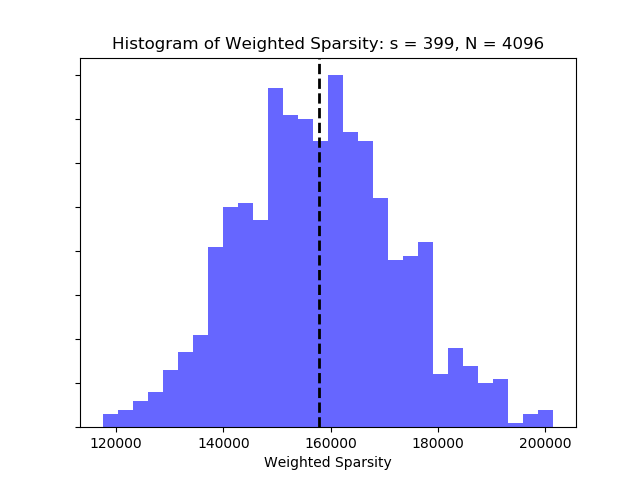 Histogram of Weighted Sparsity: s = 399, N = 4096
120000 140000 160000 180000 200000
Weighted Sparsity